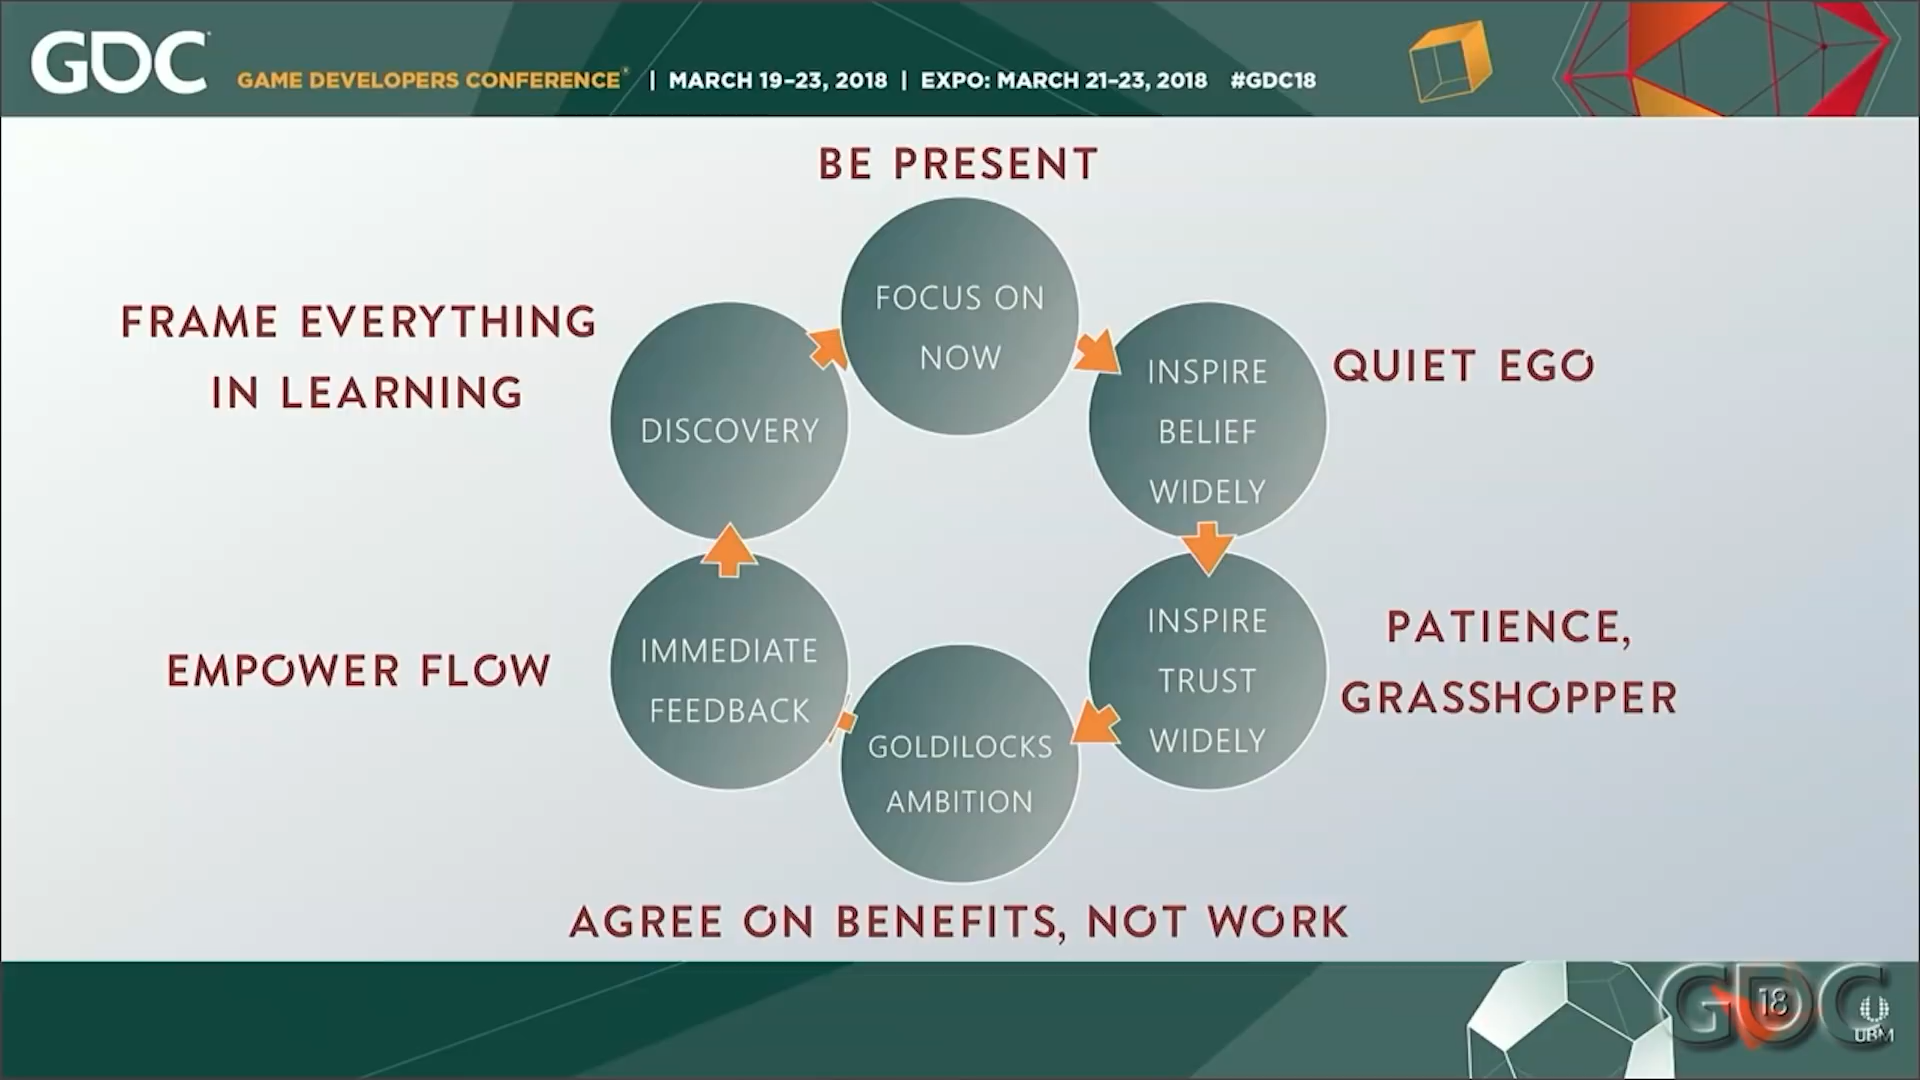 GDC
GAME DEVELOPERS CONFERENCE® | MARCH 19–23, 2018 | EXPO: MARCH 21–23, 2018 #GDC18
BE PRESENT
FOCUS ON
NOW
QUIET EGO
INSPIRE
BELIEF
WIDELY
PATIENCE,
GRASSHOPPER
INSPIRE
TRUST
WIDELY
GOLDILOCKS
AMBITION
AGREE ON BENEFITS, NOT WORK
IMMEDIATE
FEEDBACK
EMPOWER FLOW
DISCOVERY
FRAME EVERYTHING
IN LEARNING
GDC
18
UBM